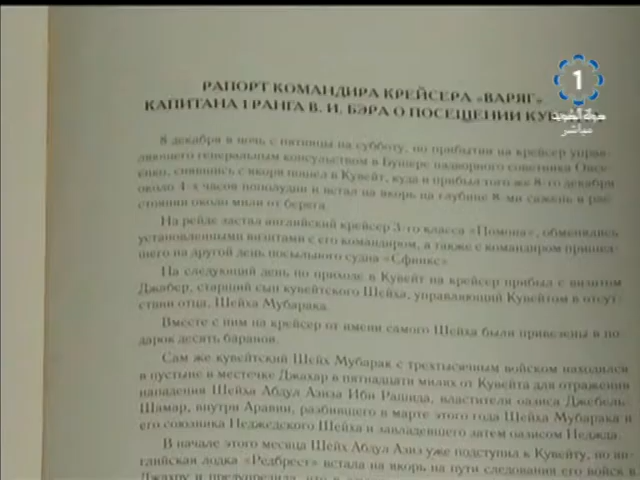 РАПОРТ КОМАНДИРА КРЕЙСЕРА «ВАРЯГ»
КАПИТАНА I РАНГА В. И. БЭРА О ПОСЕЩЕНИИ
1
دولة الكويت
مباشر
8 декабря в ночь с пятницы на субботу, по прибытии на крейсер управ-
ляющего генеральным консульством в Бушере надворного советника Овсе-
енко, снявшись с якоря пошел в Кувейт, куда и прибыл того же 8-го декабря
около 4-х часов пополудни и встал на якорь на глубине 8-ми сажень в рас-
стоянии около мили от берега.
На рейде застал английский крейсер 3-го класса «Помона», обменялись
установленными визитами с его командиром, а также с командиром пришед-
шего на другой день посыльного судна «Сфинкс».
На следующий день по приходе в Кувейт на крейсер прибыл с визитом
Джабер, старший сын кувейтского Шейха, управляющий Кувейтом в отсут-
ствии отца, Шейха Мубарака.
Вместе с ним на крейсер от имени самого Шейха были привезены в по-
дарок десять баранов.
Сам же кувейтский Шейх Мубарак с трехтысячным войском находился
в пустыне в местечке Джахар в пятнадцати милях от Кувейта для отражения
нападения Шейха Абдул Азиза Ибн Рашида, властителя оазиса Джебель-
Шамар, внутри Аравии, разбившего в марте этого года Шейха Мубарака и
его союзника Неджедского Шейха и завладевшего затем оазисом Неджда.
В начале этого месяца Шейх Абдул Азиз уже подступил к Кувейту, но ан-
глийская лодка «Редбрест» встала на якорь на пути следования его войск в
Джахру и предупредила, что в